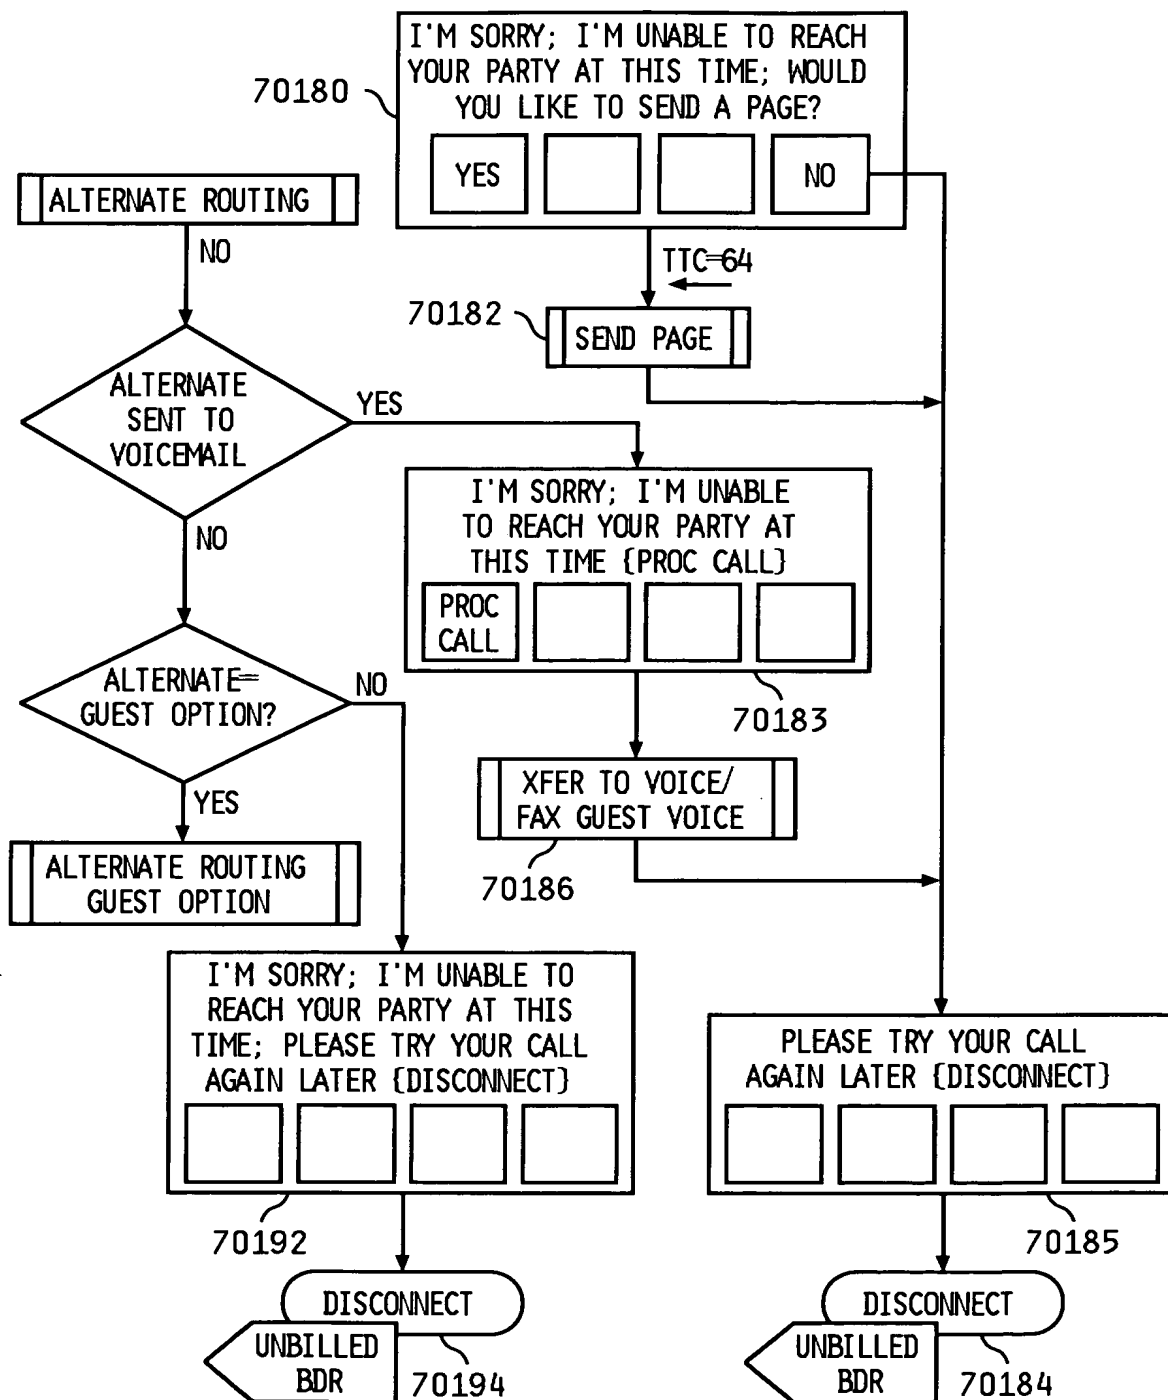 I'M SORRY; I'M UNABLE TO REACH
YOUR PARTY AT THIS TIME; WOULD
YOU LIKE TO SEND A PAGE?
70180
YES
NO
ALTERNATE ROUTING
NO
TTC=64
70182
SEND PAGE
ALTERNATE
SENT TO
VOICEMAIL
YES
NO
I'M SORRY; I'M UNABLE
TO REACH YOUR PARTY AT
THIS TIME {PROC CALL}
PROC
CALL
70183
ALTERNATE=
GUEST OPTION?
NO
YES
XFER TO VOICE/
FAX GUEST VOICE
70186
ALTERNATE ROUTING
GUEST OPTION
I'M SORRY; I'M UNABLE TO
REACH YOUR PARTY AT THIS
TIME; PLEASE TRY YOUR CALL
AGAIN LATER {DISCONNECT}
70192
PLEASE TRY YOUR CALL
AGAIN LATER {DISCONNECT}
70185
DISCONNECT
UNBILLED
BDR
70194
DISCONNECT
UNBILLED
BDR
70184